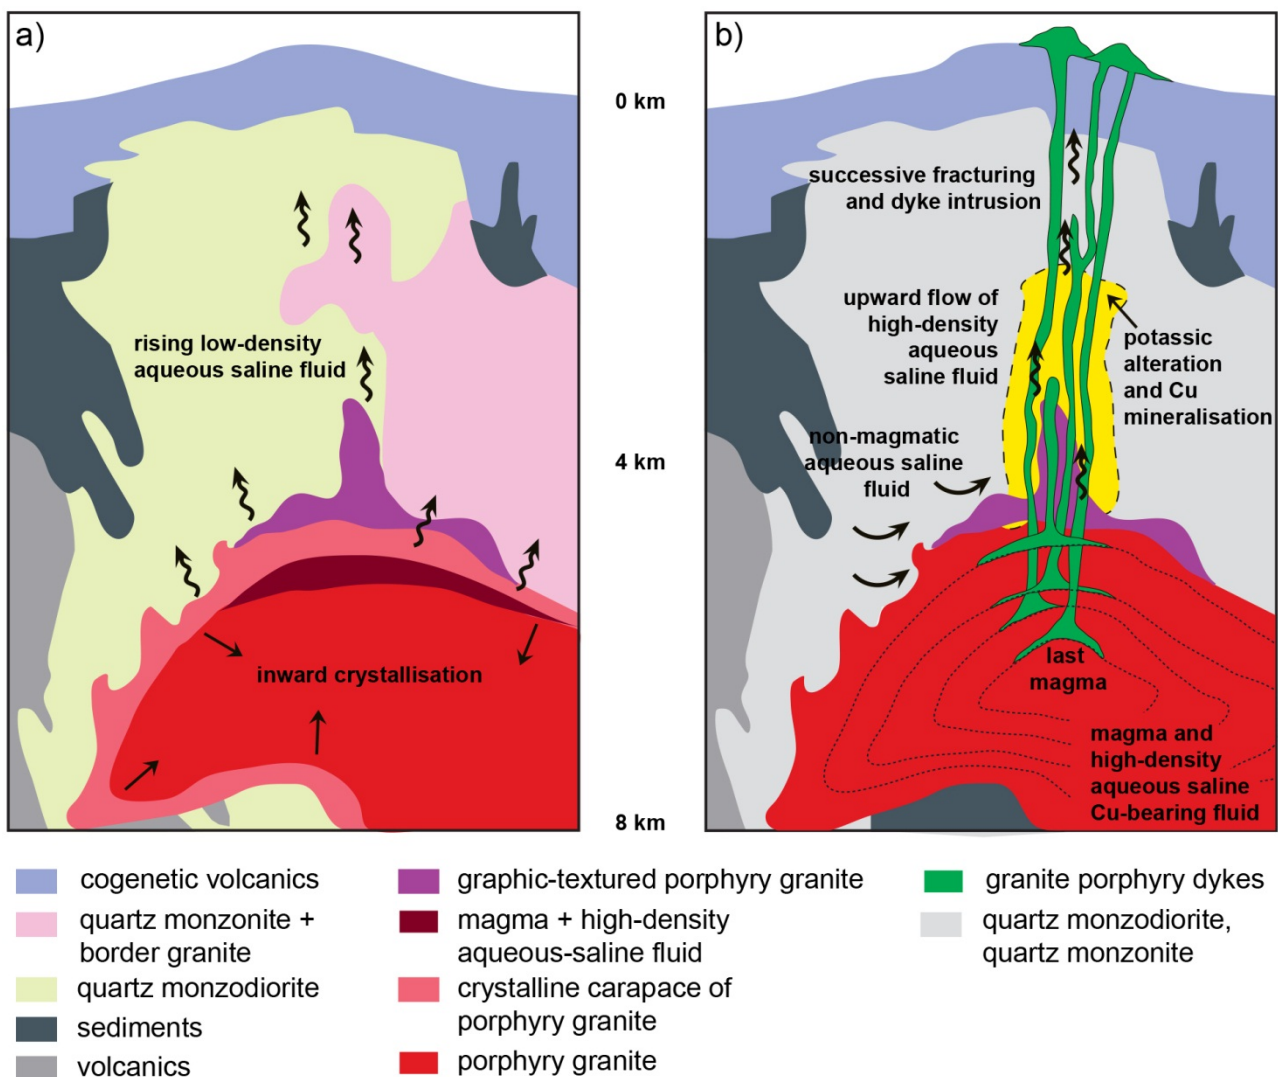 a)
rising low-density
aqueous saline fluid
inward crystallisation
0 km
4 km
8 km
b)
successive fracturing
and dyke intrusion
upward flow of
high-density
aqueous
saline fluid
potassic
alteration
and Cu
mineralisation
non-magmatic
aqueous saline
fluid
last
magma
magma and
high-density
aqueous saline
Cu-bearing fluid
cogenetic volcanics
quartz monzonite +
border granite
quartz monzodiorite
sediments
volcanics
graphic-textured porphyry granite
magma + high-density
aqueous-saline fluid
crystalline carapace of
porphyry granite
porphyry granite
granite porphyry dykes
quartz monzodiorite,
quartz monzonite